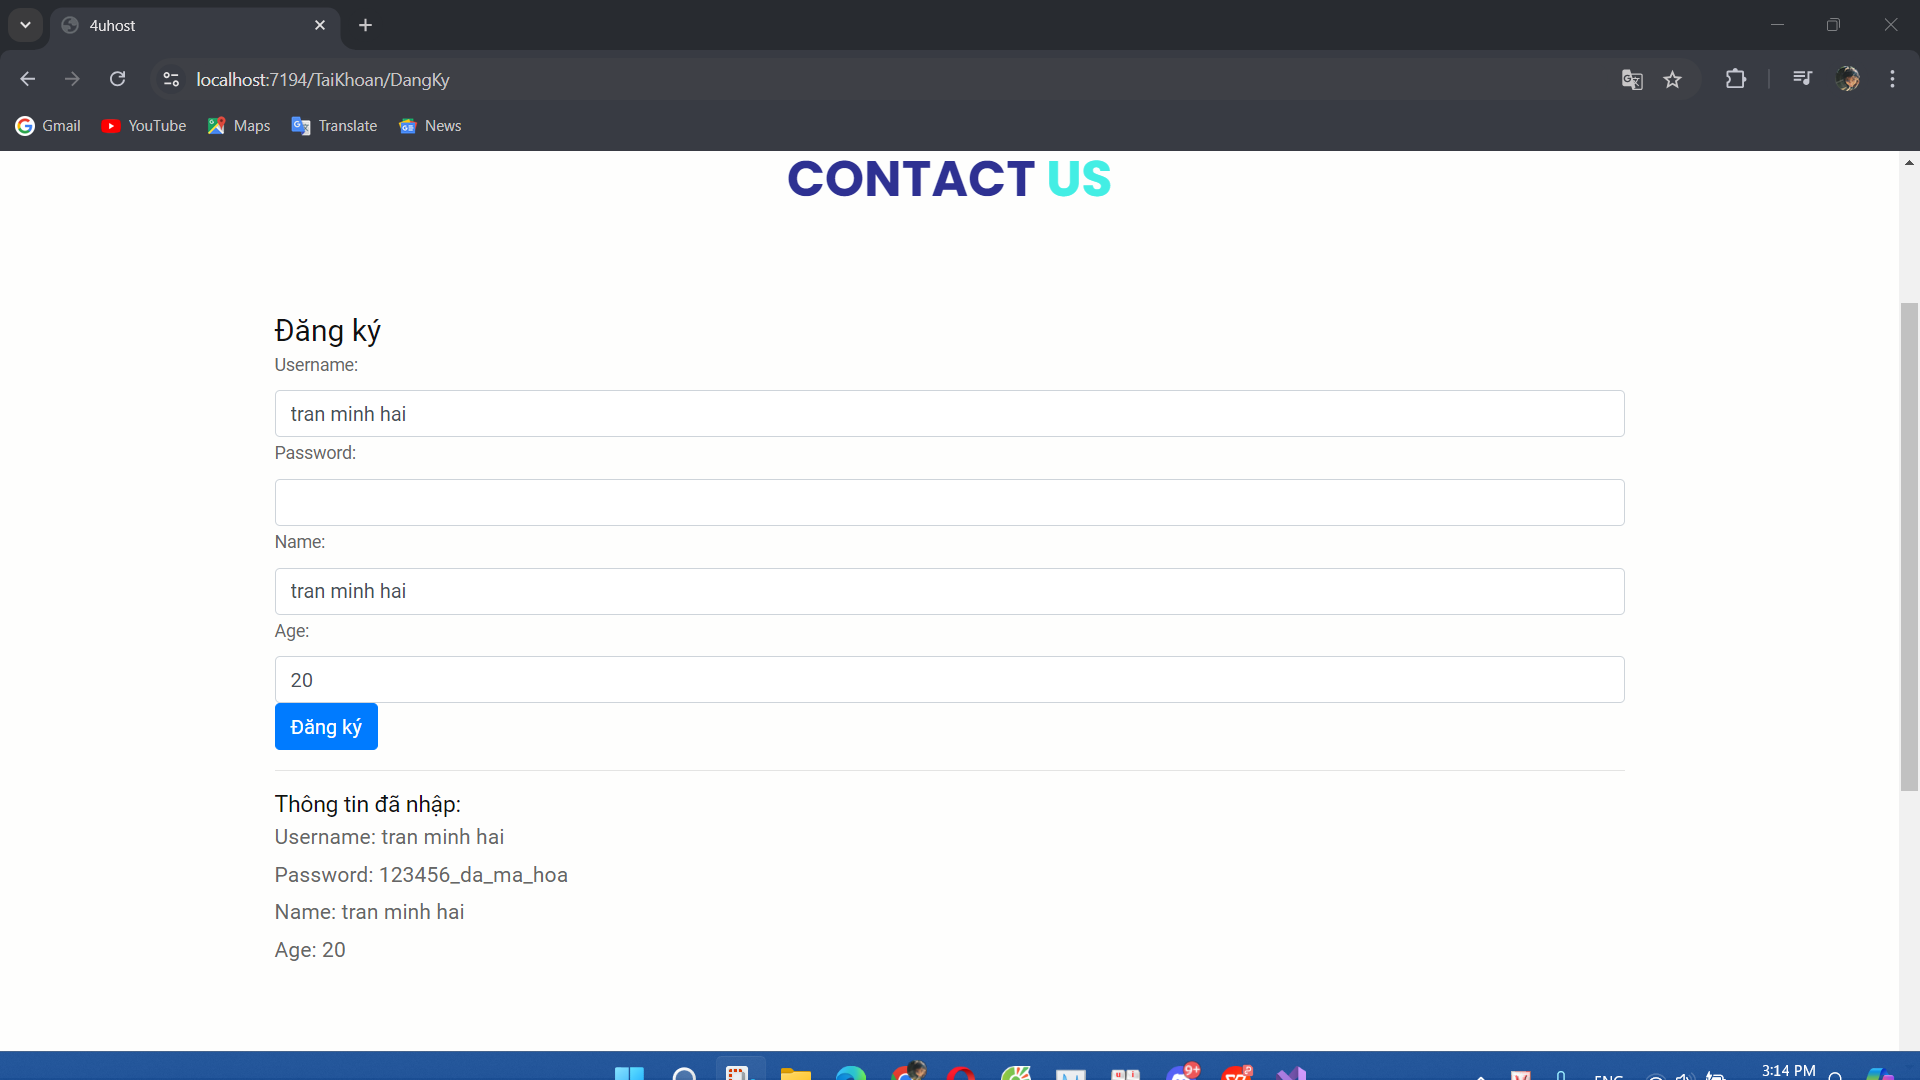 4uhost
localhost:7194/TaiKhoan/DangKy
Gmail YouTube Maps Translate News
CONTACT US
Đăng ký
Username:
tran minh hai
Password:
Name:
tran minh hai
Age:
20
Đăng ký
Thông tin đã nhập:
Username: tran minh hai
Password: 123456_da_ma_hoa
Name: tran minh hai
Age: 20
9+
ENG
3:14 PM